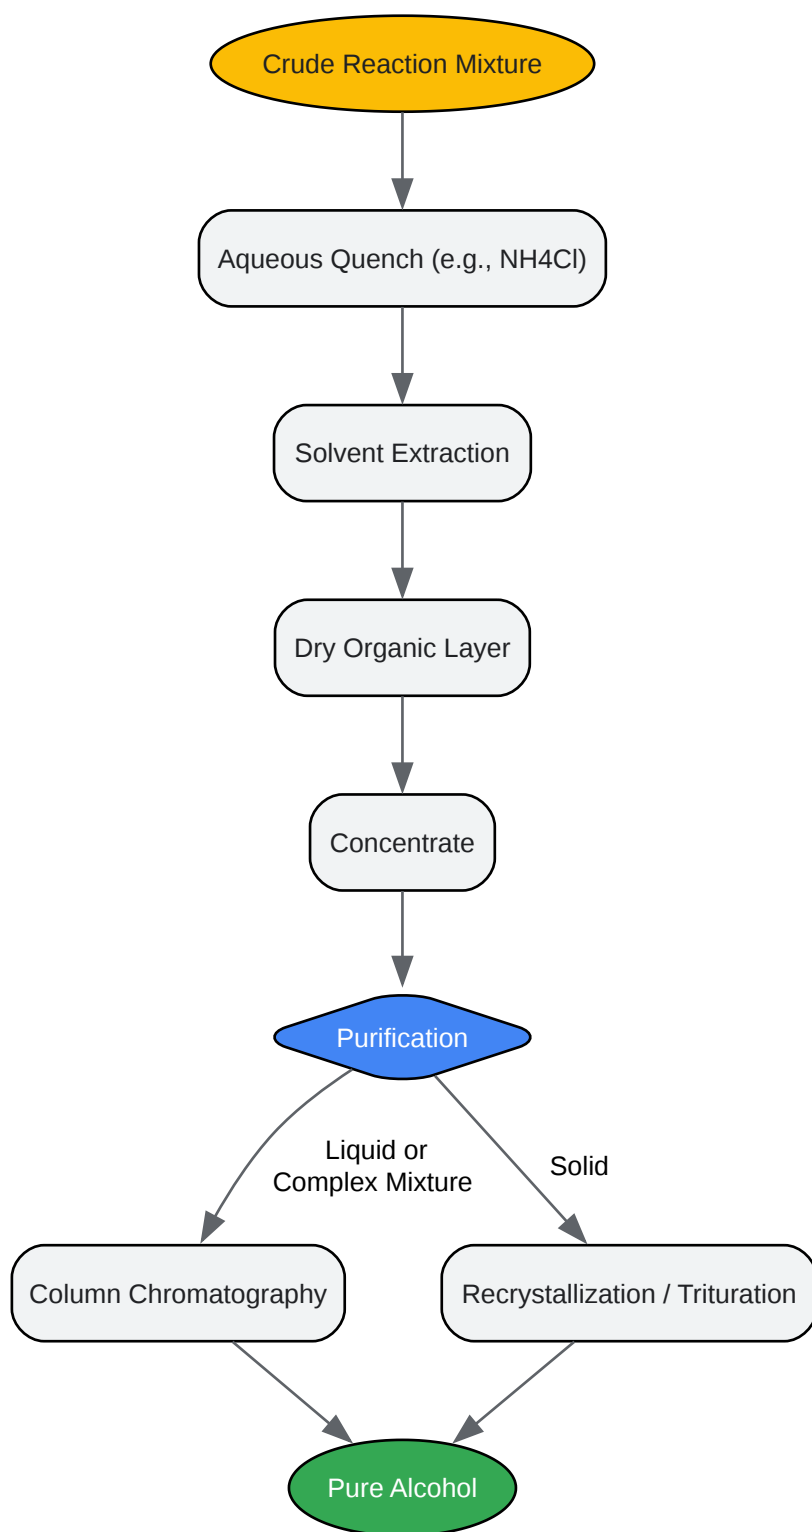 Crude Reaction Mixture
Aqueous Quench (e.g., NH4Cl)
Solvent Extraction
Dry Organic Layer
Concentrate
Purification
Liquid or
Complex Mixture
Solid
Column Chromatography
Recrystallization / Trituration
Pure Alcohol